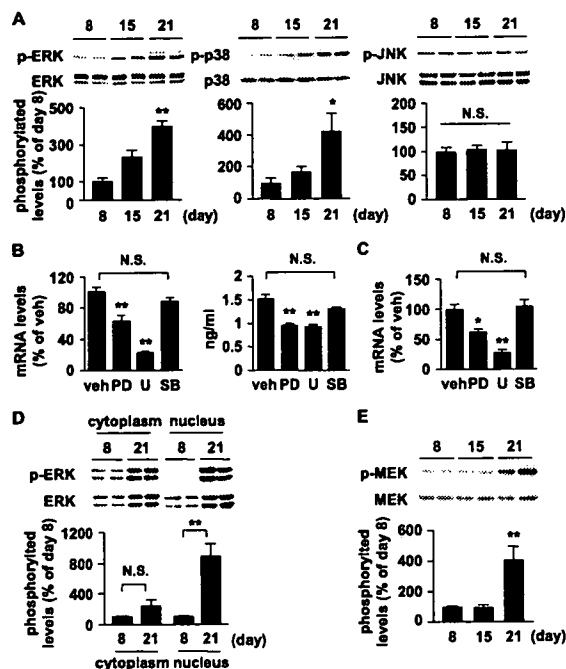 A
8 15 21
p-ERK
ERK
8 15 21
p-p38
p38
8 15 21
p-JNK
JNK
phosphorylated levels (% of day 8)
500
300
100
**
8 15 21 (day)
600
400
200
0
*
8 15 21 (day)
200
150
100
50
0
N.S.
8 15 21 (day)
B
mRNA levels (% of veh)
120
80
40
0
N.S.
**
**
veh PD U SB
ng/ml
2
1.5
1
0.5
0
N.S.
** **
veh PD U SB
C
mRNA levels (% of veh)
150
100
50
0
N.S.
*
**
veh PD U SB
D
cytoplasm nucleus
8 21 8 21
p-ERK
ERK
phosphorylted levels (% of day 8)
1200
800
400
0
N.S.
**
8 21 8 21 (day)
cytoplasm nucleus
E
8 15 21
p-MEK
MEK
phosphorylated levels (% of day 8)
600
400
200
0
**
8 15 21 (day)